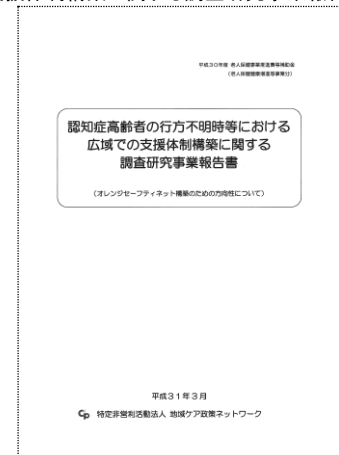 平成30年度 老人保健事業推進費等補助金
(老人保健健康増進等事業分)
認知症高齢者の行方不明時等における
広域での支援体制構築に関する
調査研究事業報告書
(オレンジセーフティネット構築のための方向性について)
平成31年3月
特定非営利活動法人 地域ケア政策ネットワーク